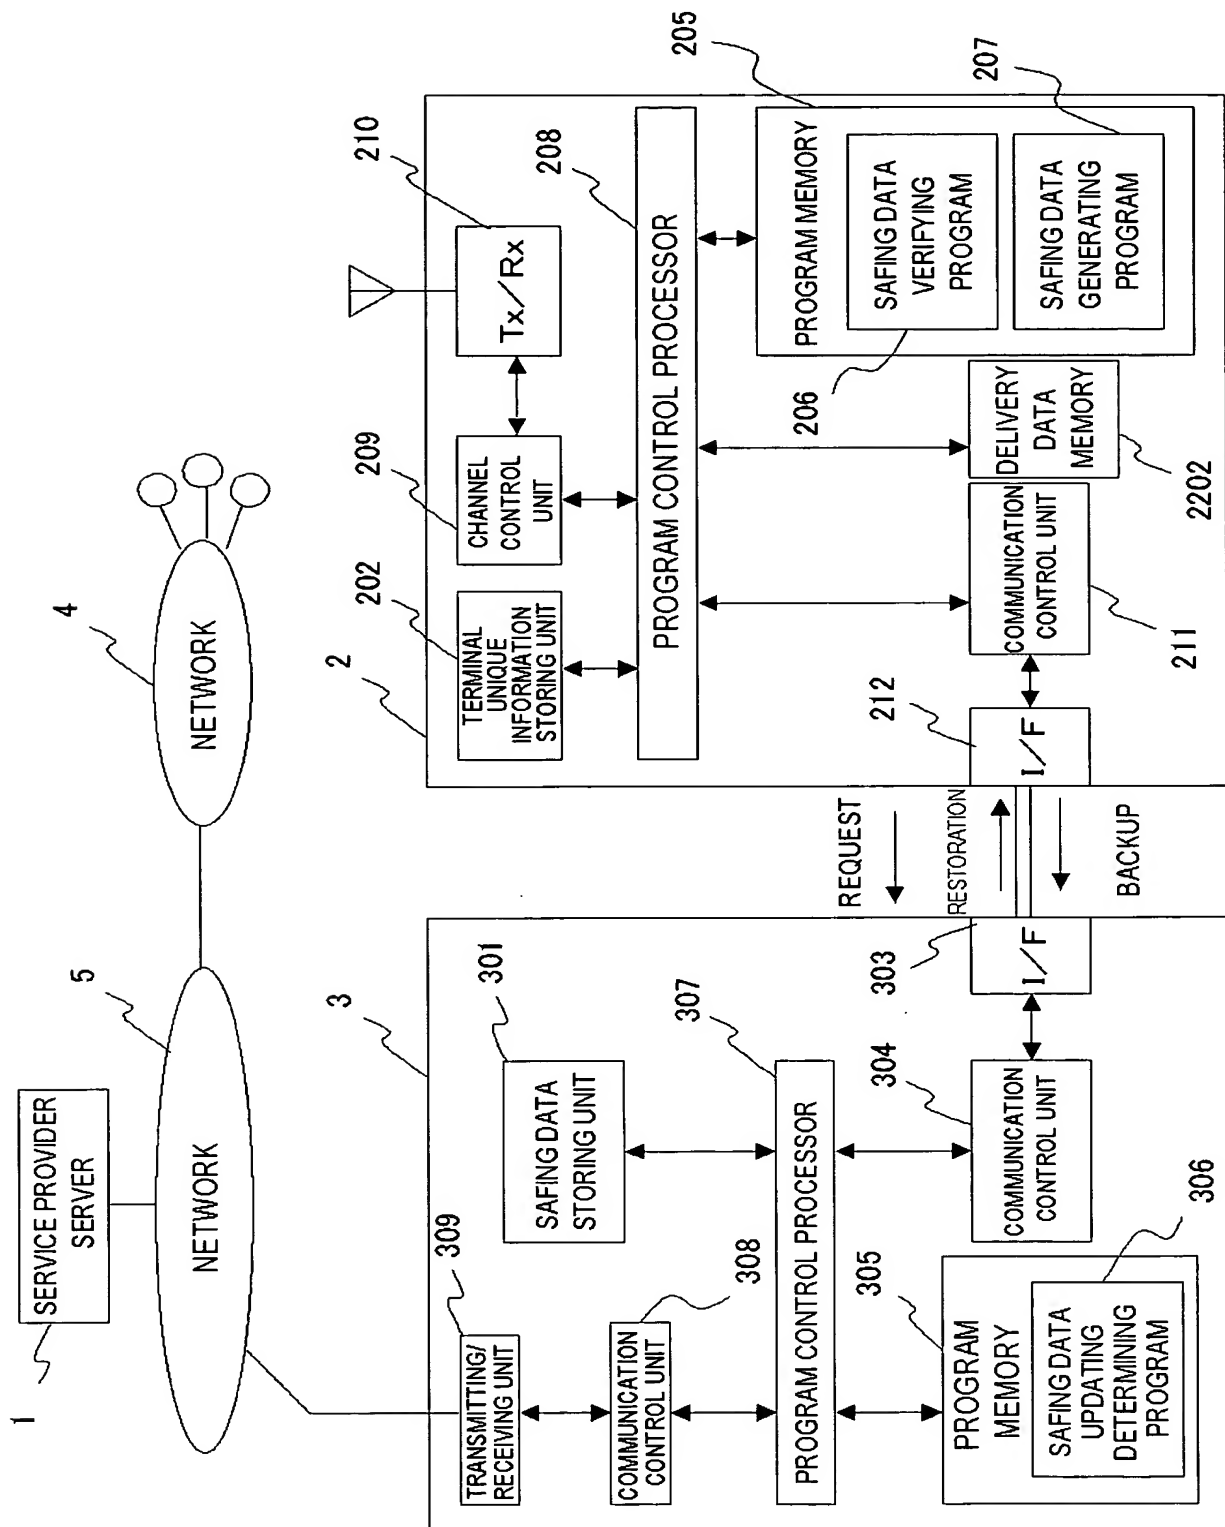 1
SERVICE PROVIDER
SERVER
5
NETWORK
4
NETWORK
3
309
TRANSMITTING/
RECEIVING UNIT
301
SAFING DATA
STORING UNIT
308
COMMUNICATION
CONTROL UNIT
307
PROGRAM CONTROL PROCESSOR
305
PROGRAM
MEMORY
SAFING DATA
UPDATING
DETERMINING
PROGRAM
306
304
COMMUNICATION
CONTROL UNIT
303
I/F
REQUEST
RESTORATION
BACKUP
2
202
TERMINAL
UNIQUE
INFORMATION
STORING UNIT
209
CHANNEL
CONTROL
UNIT
210
Tx/Rx
208
PROGRAM CONTROL PROCESSOR
212
I/F
COMMUNICATION
CONTROL UNIT
211
DELIVERY
DATA
MEMORY
2202
205
PROGRAM MEMORY
206
SAFING DATA
VERIFYING
PROGRAM
207
SAFING DATA
GENERATING
PROGRAM